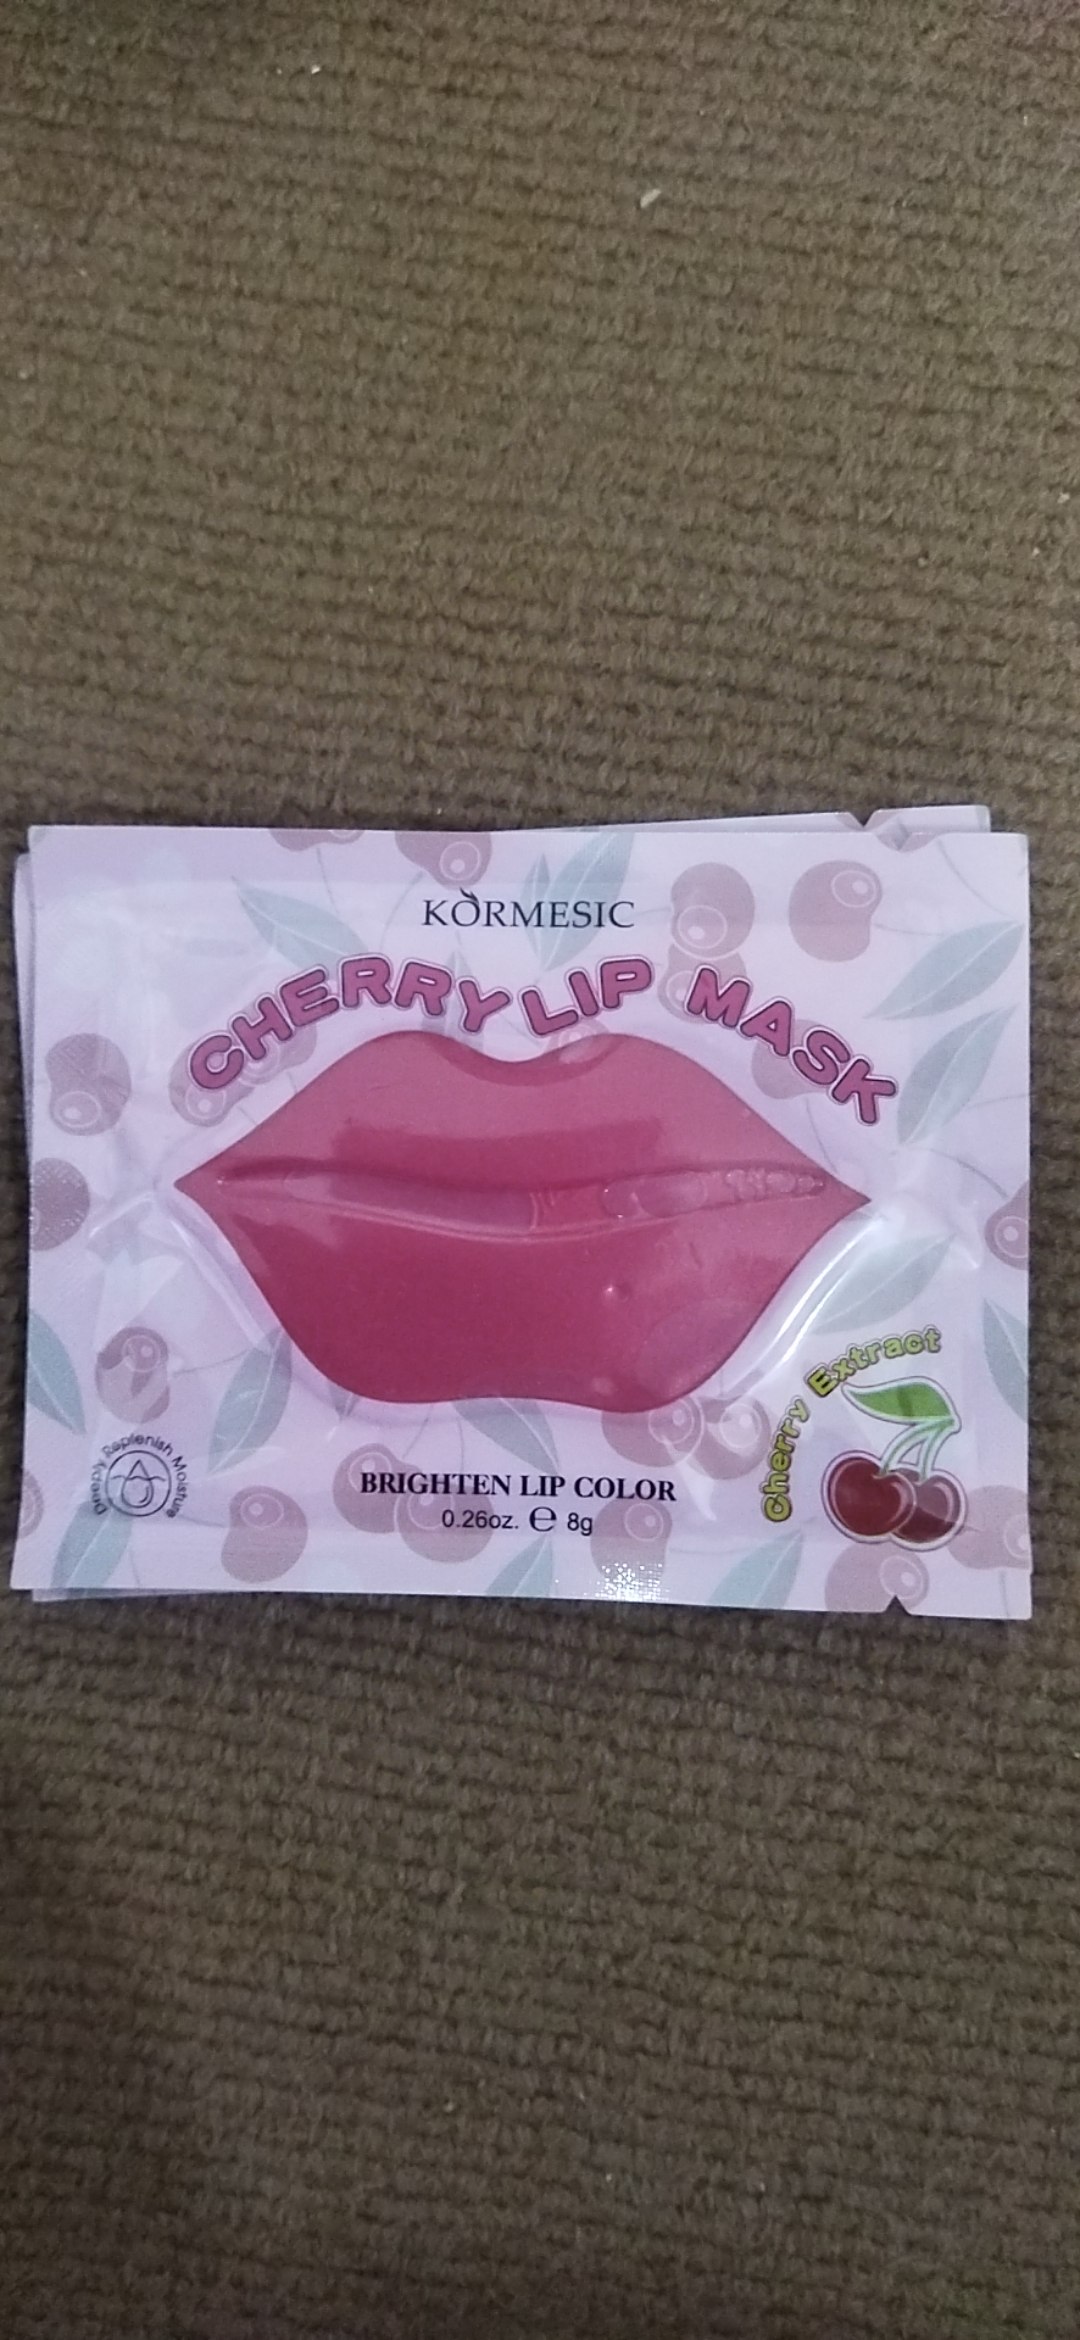 KORMESIC
CHERRY LIP MASK
Cherry Extract
Deeply Replenish Moisture
BRIGHTEN LIP COLOR
0.26oz. ℮ 8g